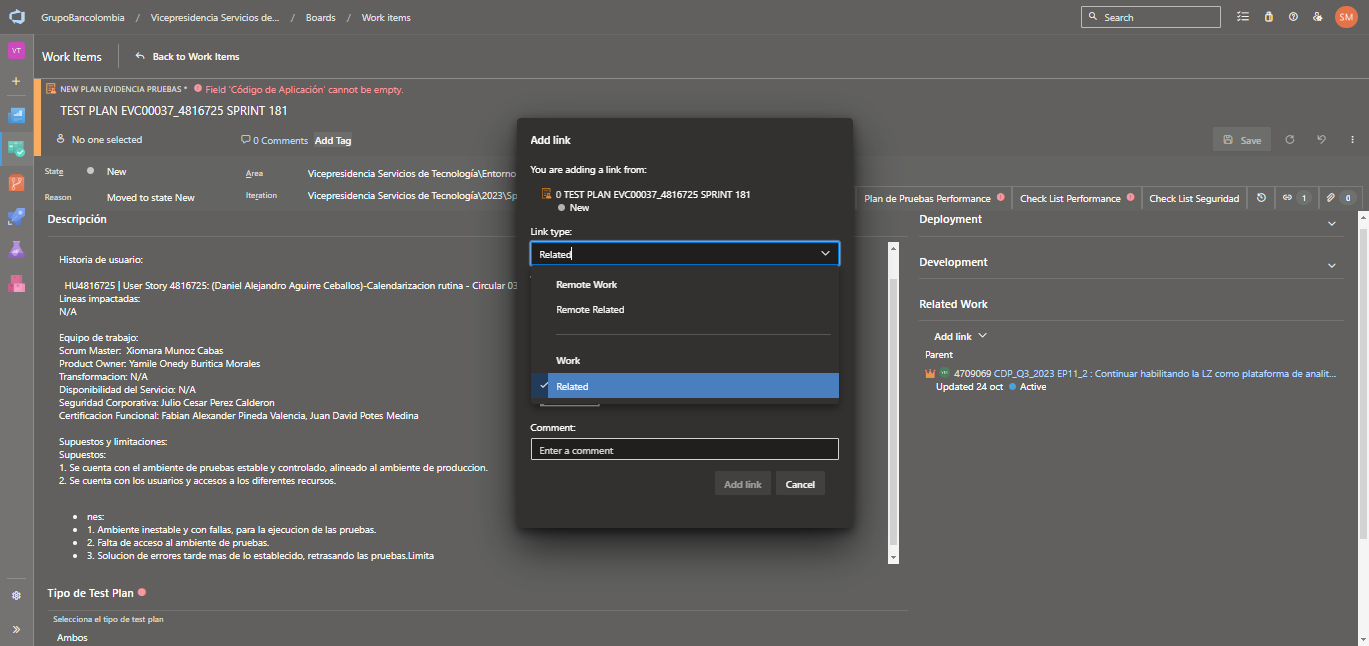 GrupoBancolombia / Vicepresidencia Servicios de... / Boards / Work items
Search
SM
VT
Work Items
Back to Work Items
NEW PLAN EVIDENCIA PRUEBAS * Field 'Código de Aplicación' cannot be empty.
TEST PLAN EVC00037_4816725 SPRINT 181
No one selected
0 Comments
Add Tag
Save
State
New
Area
Vicepresidencia Servicios de Tecnología\Entorno
Reason
Moved to state New
Iteration
Vicepresidencia Servicios de Tecnología\2023\Sp
Plan de Pruebas Performance
Check List Performance
Check List Seguridad
1
0
Descripción
Historia de usuario:
HU4816725 | User Story 4816725: (Daniel Alejandro Aguirre Ceballos)-Calendarizacion rutina - Circular 03
Lineas impactadas:
N/A
Equipo de trabajo:
Scrum Master: Xiomara Munoz Cabas
Product Owner: Yamile Onedy Buritica Morales
Transformacion: N/A
Disponibilidad del Servicio: N/A
Seguridad Corporativa: Julio Cesar Perez Calderon
Certificacion Funcional: Fabian Alexander Pineda Valencia, Juan David Potes Medina
Supuestos y limitaciones:
Supuestos:
1. Se cuenta con el ambiente de pruebas estable y controlado, alineado al ambiente de produccion.
2. Se cuenta con los usuarios y accesos a los diferentes recursos.
• nes:
• 1. Ambiente inestable y con fallas, para la ejecucion de las pruebas.
• 2. Falta de acceso al ambiente de pruebas.
• 3. Solucion de errores tarde mas de lo establecido, retrasando las pruebas.Limita
Tipo de Test Plan
Selecciona el tipo de test plan
Ambos
Add link
You are adding a link from:
0 TEST PLAN EVC00037_4816725 SPRINT 181
New
Link type:
Related
Remote Work
Remote Related
Work
Related
Comment:
Enter a comment
Add link
Cancel
Deployment
Development
Related Work
Add link
Parent
4709069 CDP_Q3_2023 EP11_2 : Continuar habilitando la LZ como plataforma de analit...
Updated 24 oct
Active